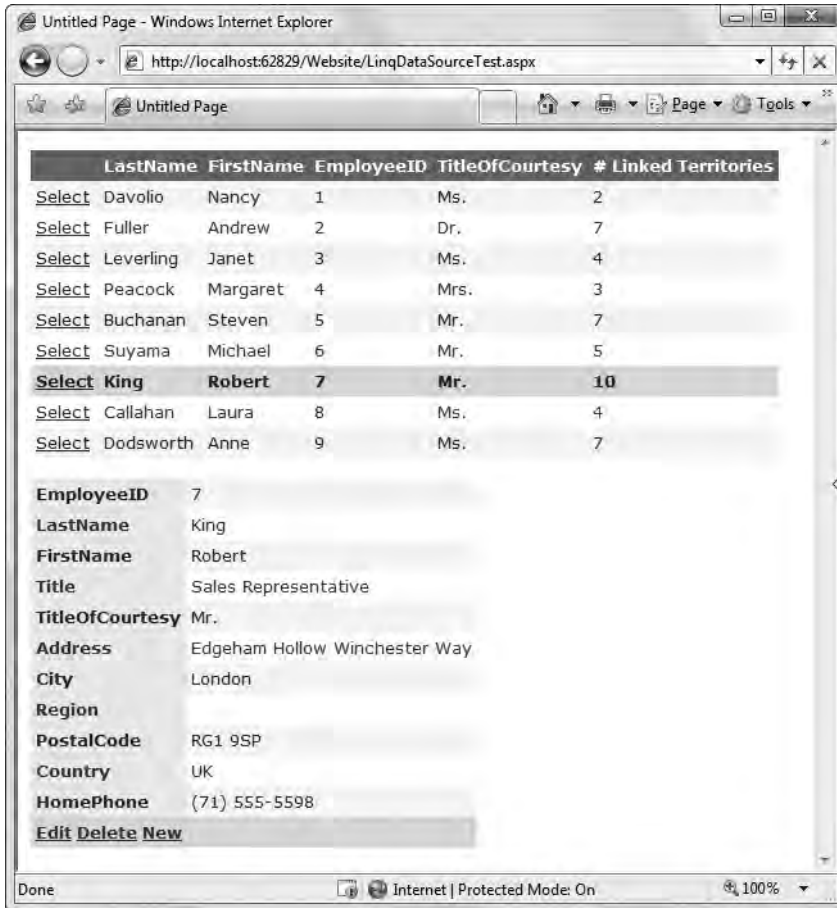 Untitled Page - Windows Internet Explorer
http://localhost:62829/Website/LinqDataSourceTest.aspx
Untitled Page
Page
Tools
LastName FirstName EmployeeID TitleOfCourtesy # Linked Territories
Select Davolio Nancy 1 Ms. 2
Select Fuller Andrew 2 Dr. 7
Select Leverling Janet 3 Ms. 4
Select Peacock Margaret 4 Mrs. 3
Select Buchanan Steven 5 Mr. 7
Select Suyama Michael 6 Mr. 5
Select King Robert 7 Mr. 10
Select Callahan Laura 8 Ms. 4
Select Dodsworth Anne 9 Ms. 7
EmployeeID 7
LastName King
FirstName Robert
Title Sales Representative
TitleOfCourtesy Mr.
Address Edgeham Hollow Winchester Way
City London
Region
PostalCode RG1 9SP
Country UK
HomePhone (71) 555-5598
Edit Delete New
Done Internet | Protected Mode: On 100%